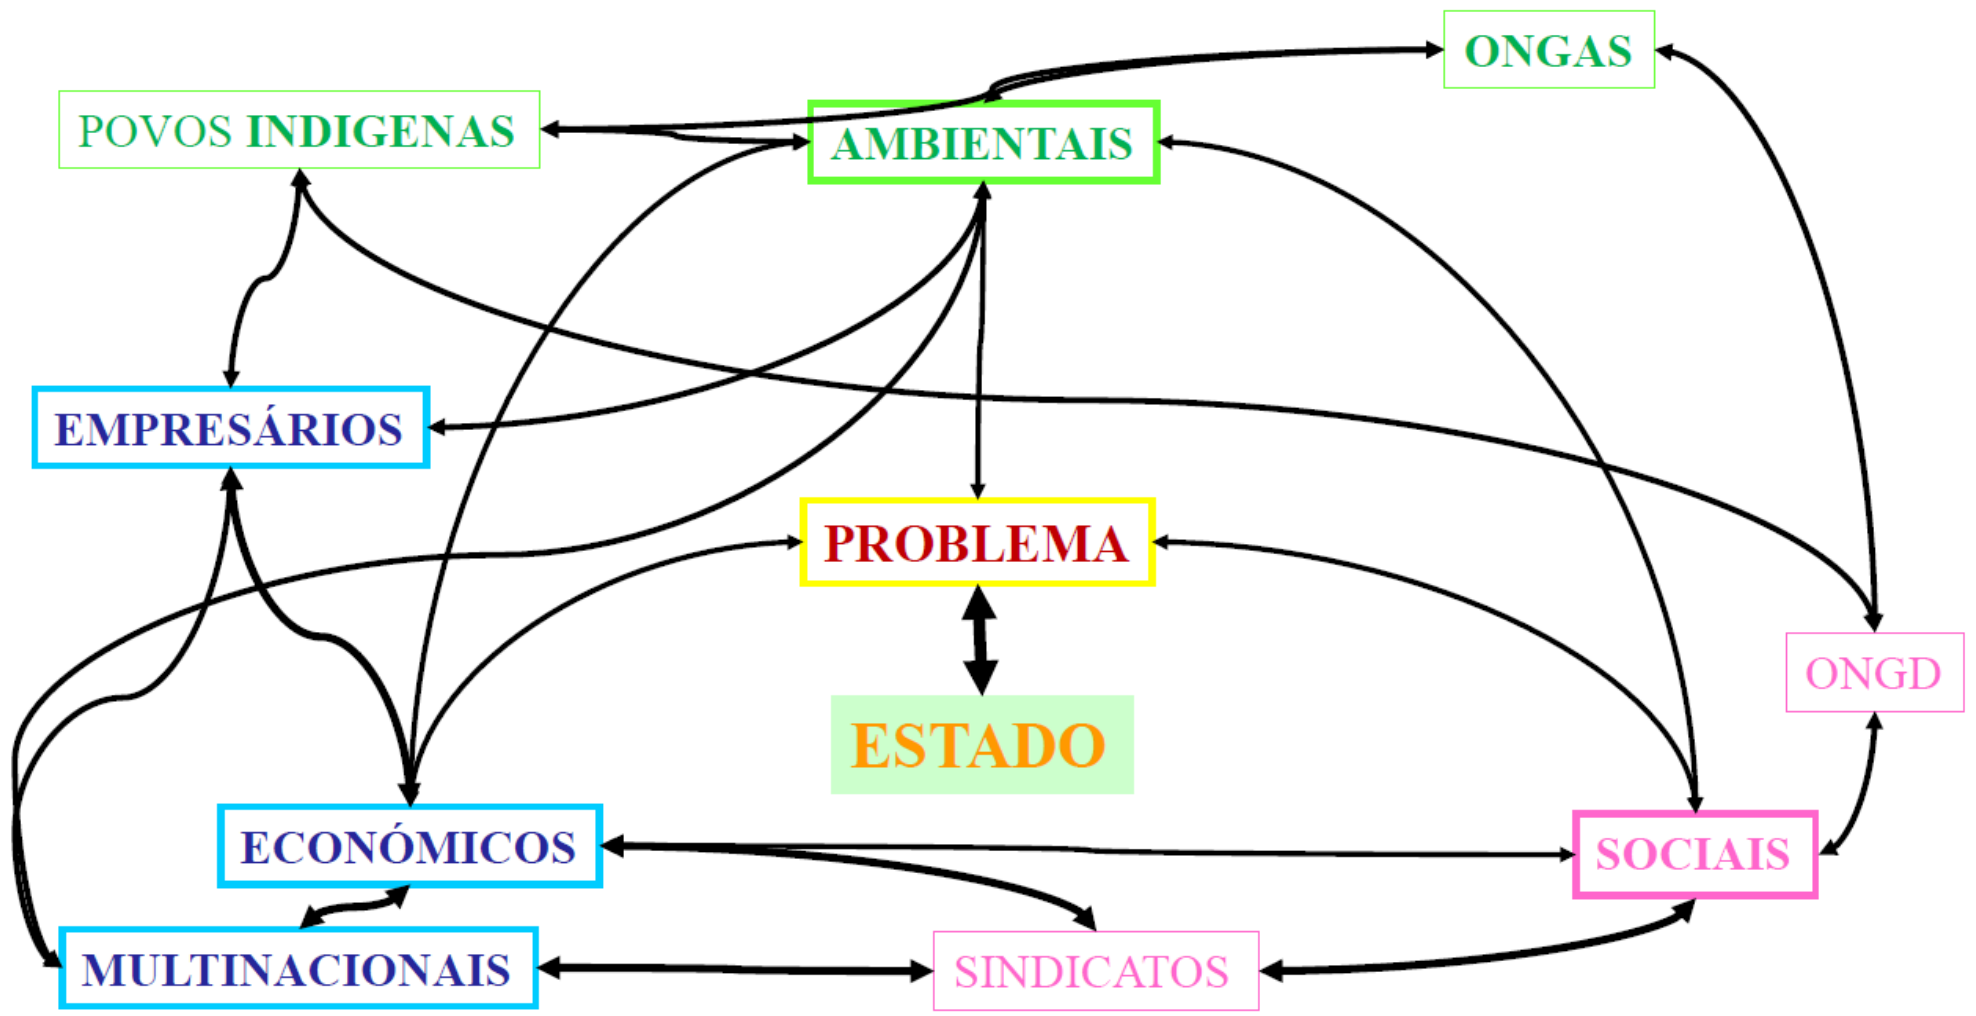 ONGAS
POVOS INDIGENAS
AMBIENTAIS
EMPRESÁRIOS
PROBLEMA
ONGD
ESTADO
ECONÓMICOS
SOCIAIS
MULTINACIONAIS
SINDICATOS